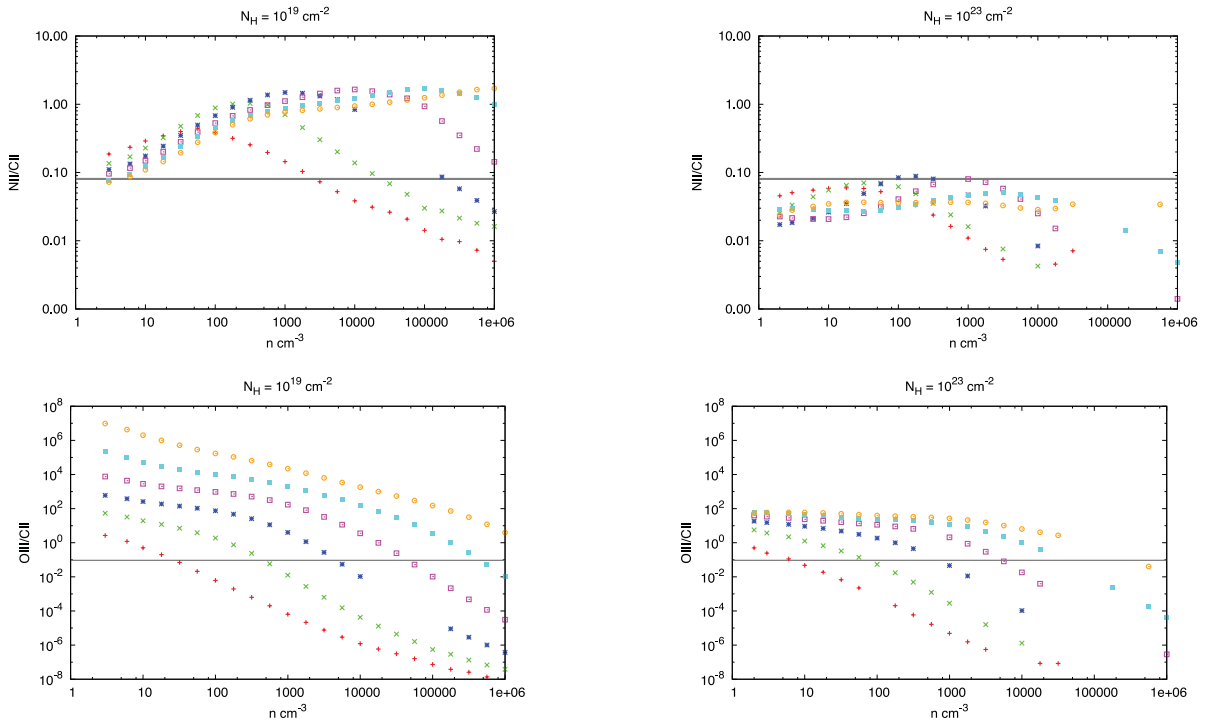 N_H = 10^19 cm^-2
10.00
1.00
0.10
0.01
0.00
NII/CII
1 10 100 1000 10000 100000 1e+06
n cm^-3
N_H = 10^23 cm^-2
10.00
1.00
0.10
0.01
0.00
NII/CII
1 10 100 1000 10000 100000 1e+06
n cm^-3
N_H = 10^19 cm^-2
10^8
10^6
10^4
10^2
10^0
10^-2
10^-4
10^-6
10^-8
OIII/CII
1 10 100 1000 10000 100000 1e+06
n cm^-3
N_H = 10^23 cm^-2
10^8
10^6
10^4
10^2
10^0
10^-2
10^-4
10^-6
10^-8
OIII/CII
1 10 100 1000 10000 100000 1e+06
n cm^-3